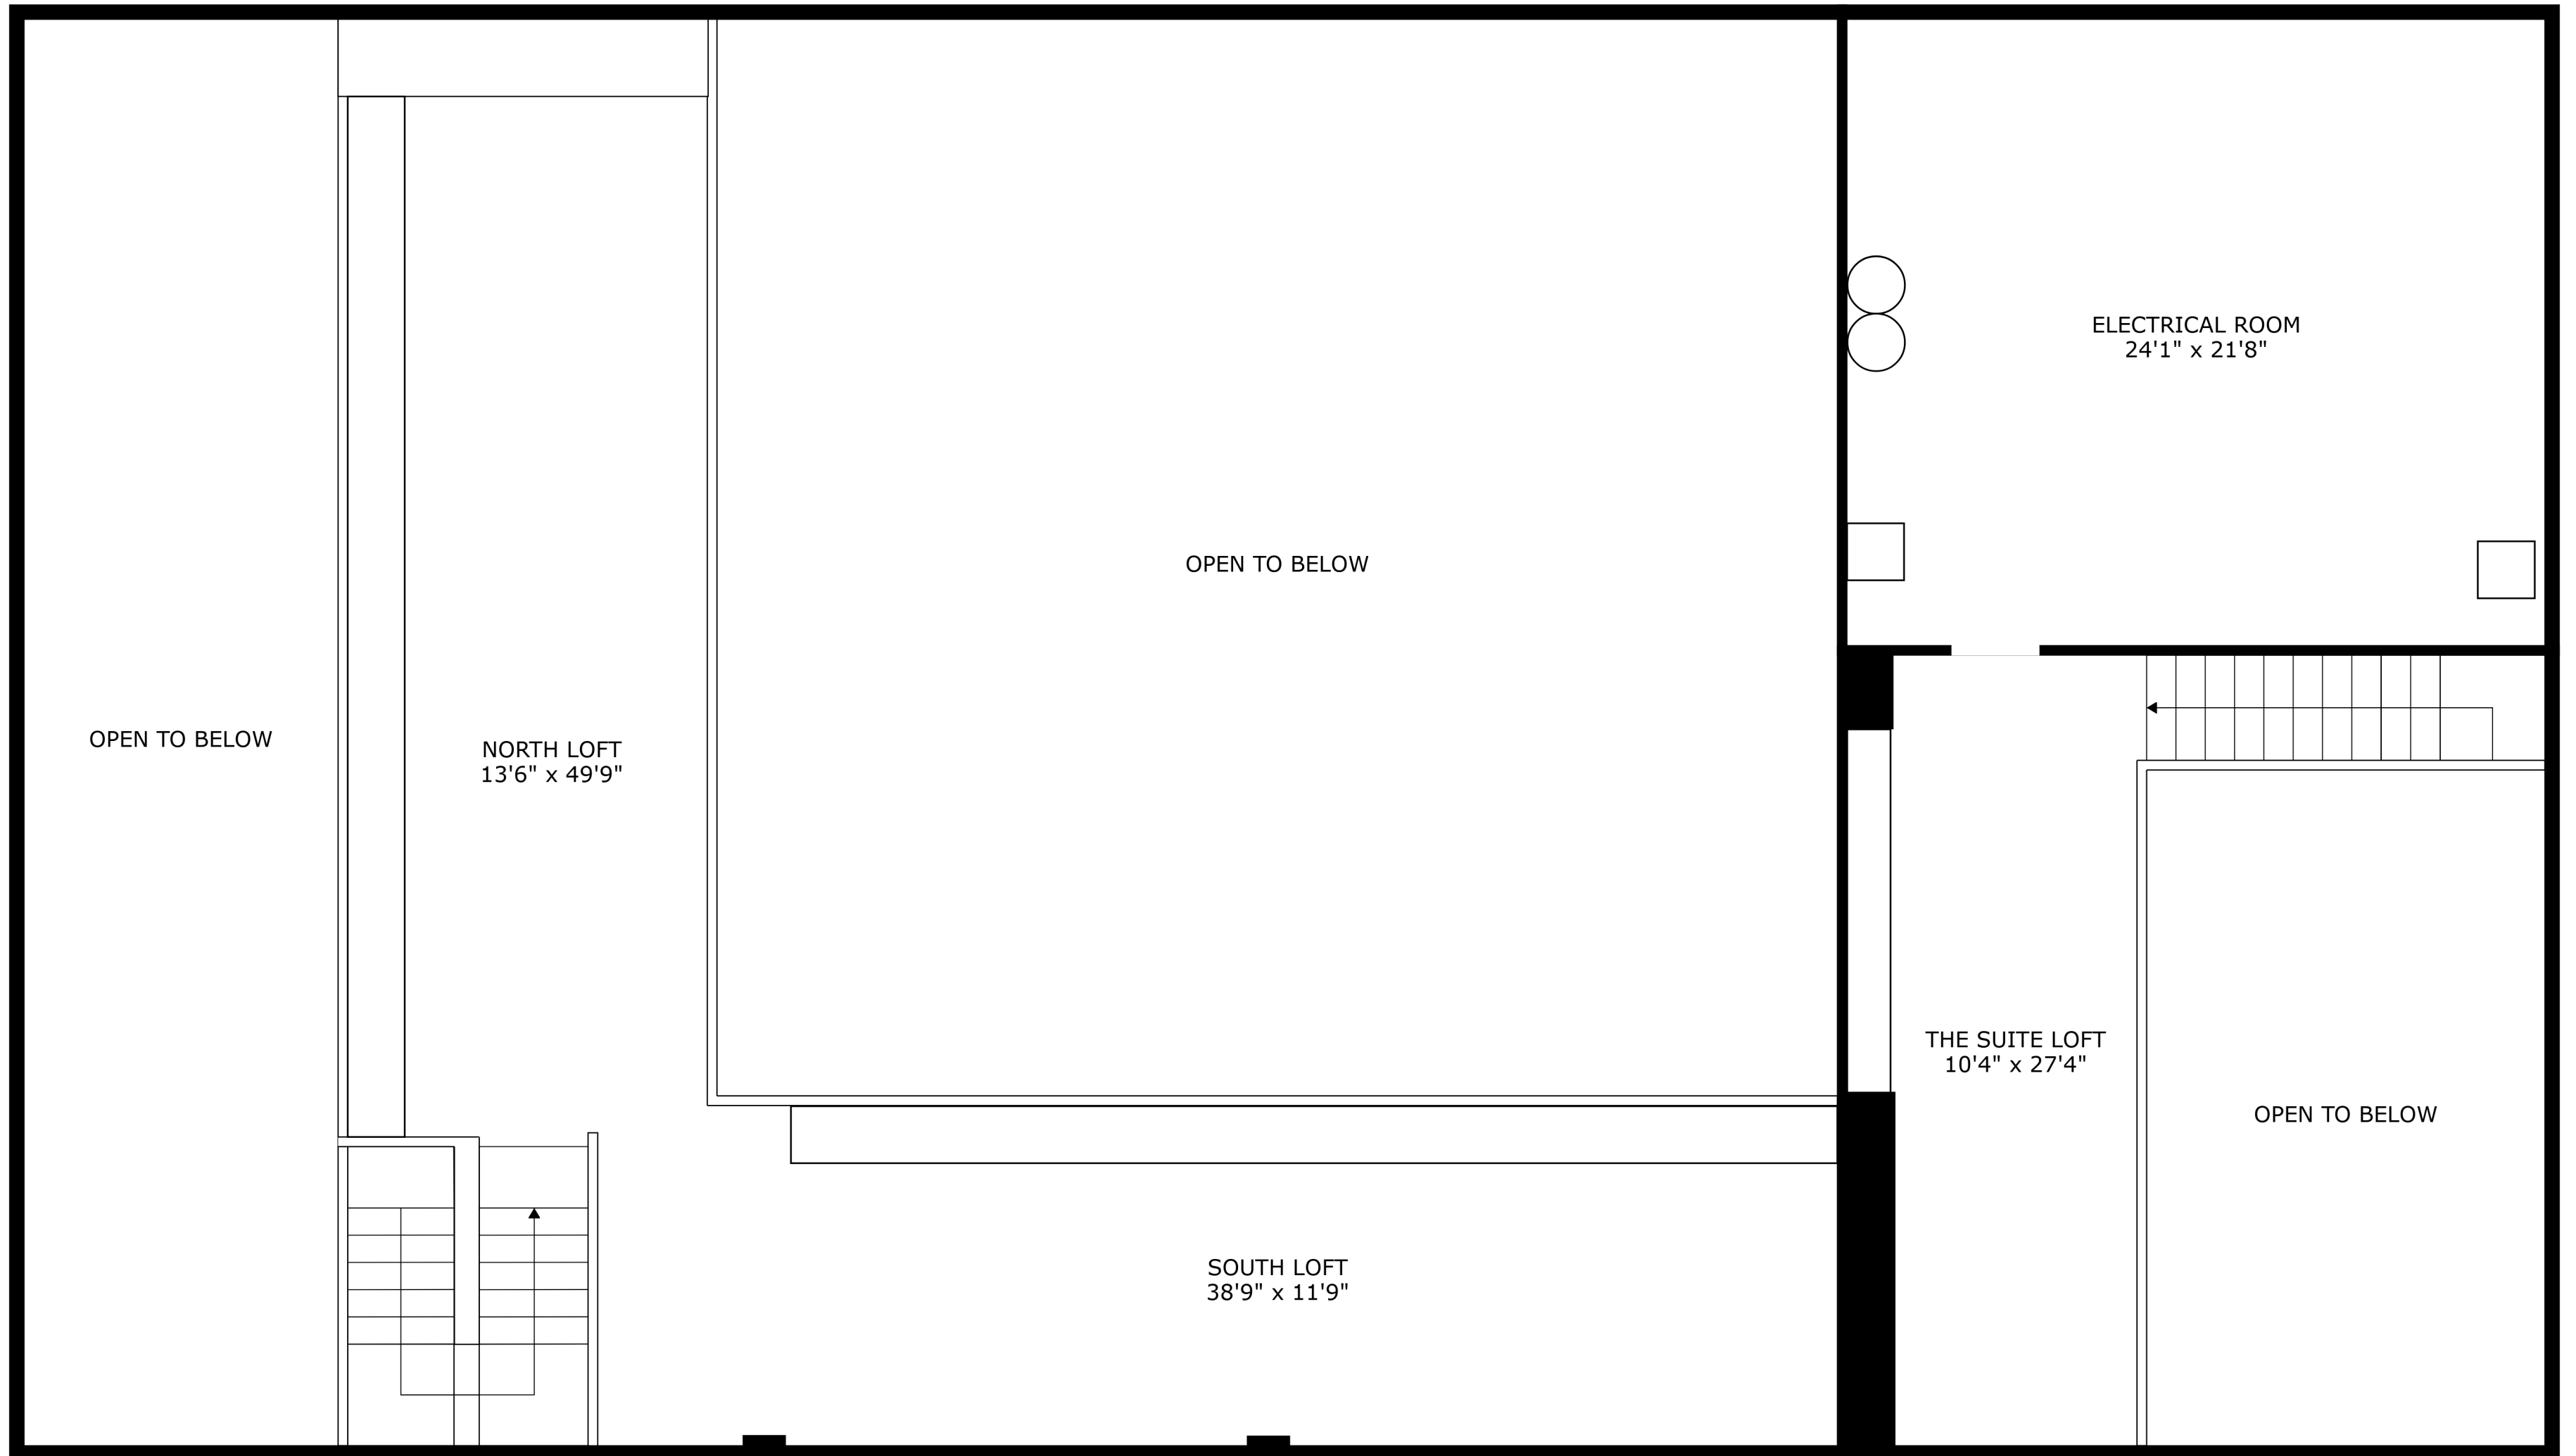 ELECTRICAL ROOM
24'1" x 21'8"
OPEN TO BELOW
OPEN TO BELOW
NORTH LOFT
13'6" x 49'9"
THE SUITE LOFT
10'4" x 27'4"
OPEN TO BELOW
SOUTH LOFT
38'9" x 11'9"